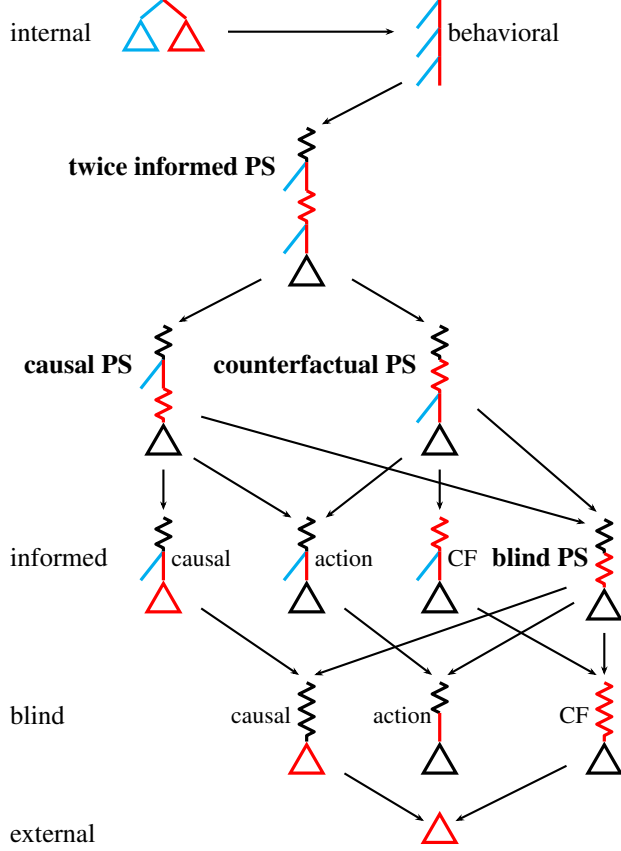 internal
behavioral
twice informed PS
causal PS
counterfactual PS
informed
causal
action
CF
blind PS
blind
causal
action
CF
external